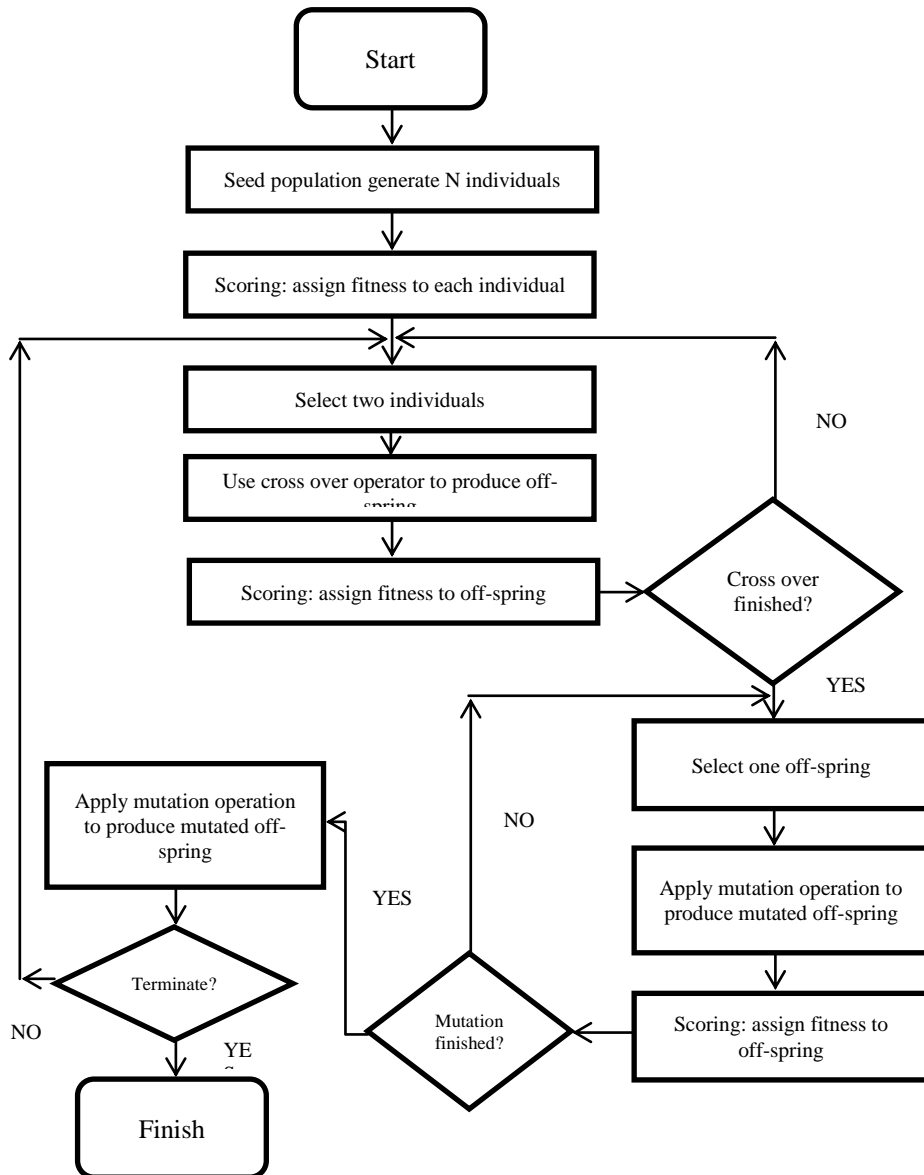 Start
Seed population generate N individuals
Scoring: assign fitness to each individual
Select two individuals
NO
Use cross over operator to produce off-
spring
Scoring: assign fitness to off-spring
Cross over
finished?
YES
Select one off-spring
Apply mutation operation to
produce mutated off-spring
Scoring: assign fitness to
off-spring
Mutation
finished?
NO
YES
Apply mutation operation
to produce mutated off-
spring
Terminate?
NO
YE
S
Finish